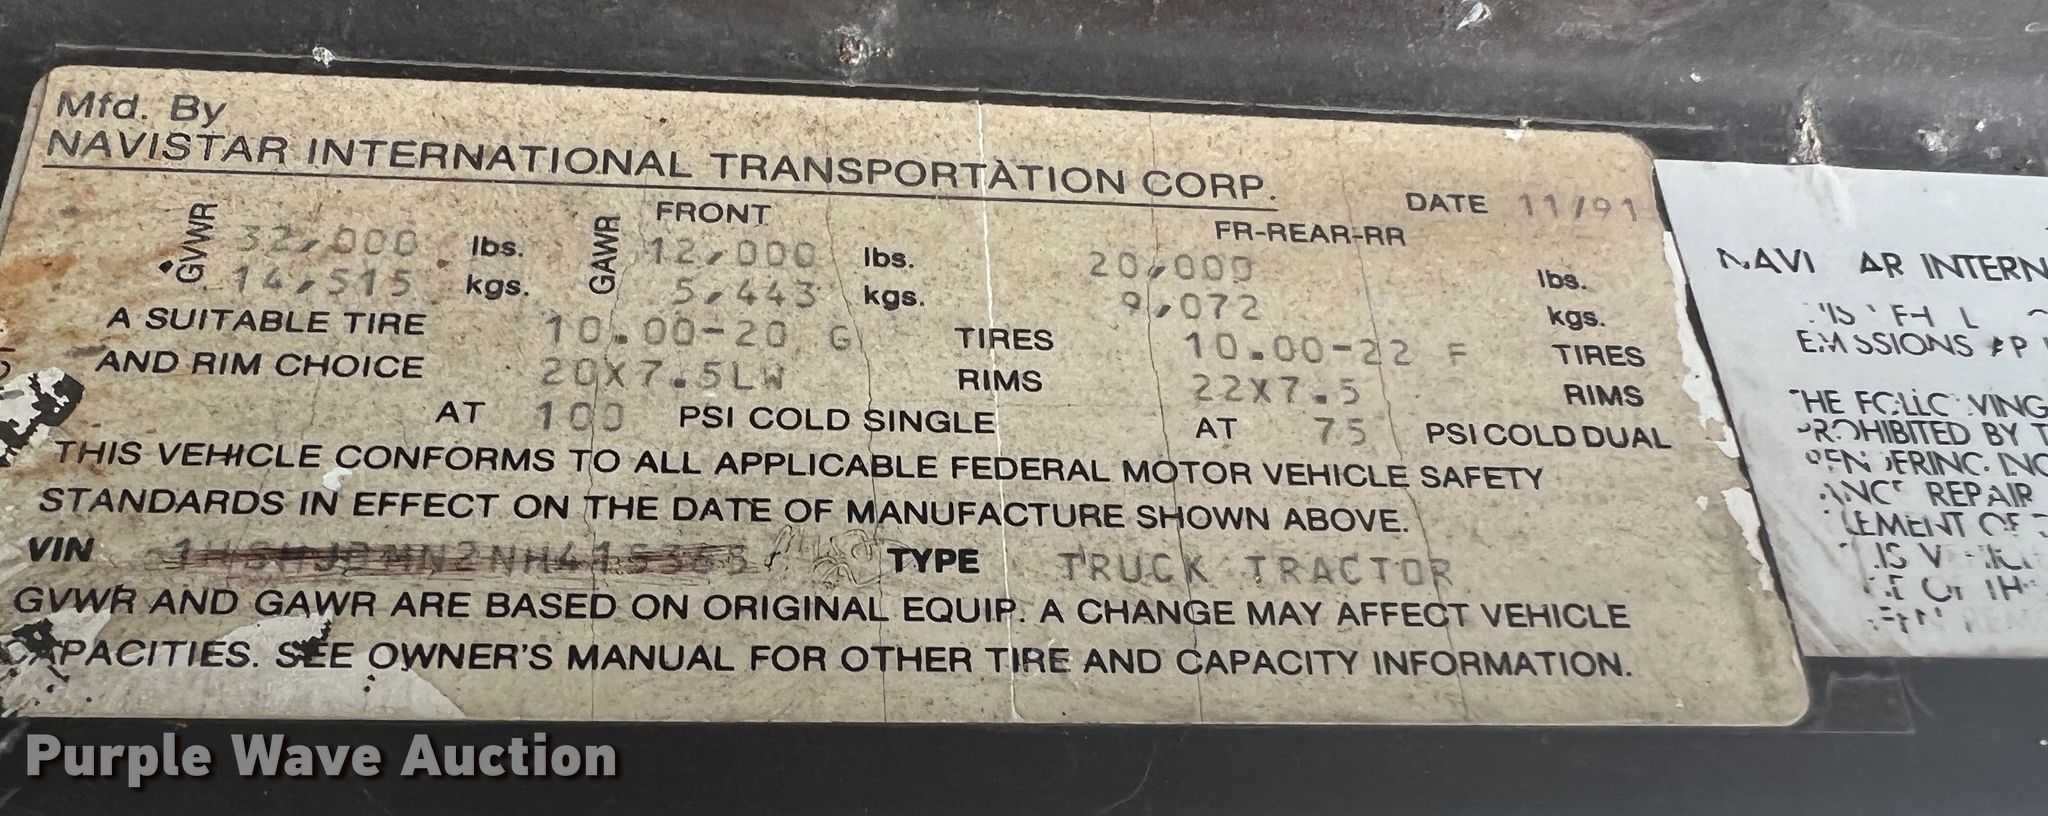 Mfd. By
NAVISTAR INTERNATIONAL TRANSPORTATION CORP.
DATE 11/91
FRONT
FR-REAR-RR
GVWR 32,000 lbs. GAWR 12,000 lbs. 20,000 lbs.
14,515 kgs. 5,443 kgs. 9,072 kgs.
A SUITABLE TIRE 10.00-20 G TIRES 10.00-22 F TIRES
AND RIM CHOICE 20X7.5LW RIMS 22X7.5 RIMS
AT 100 PSI COLD SINGLE AT 75 PSI COLD DUAL
THIS VEHICLE CONFORMS TO ALL APPLICABLE FEDERAL MOTOR VEHICLE SAFETY
STANDARDS IN EFFECT ON THE DATE OF MANUFACTURE SHOWN ABOVE.
VIN TYPE TRUCK TRACTOR
GVWR AND GAWR ARE BASED ON ORIGINAL EQUIP. A CHANGE MAY AFFECT VEHICLE
CAPACITIES. SEE OWNER'S MANUAL FOR OTHER TIRE AND CAPACITY INFORMATION.
PROHIBITED BY
REPAIR
Purple Wave Auction